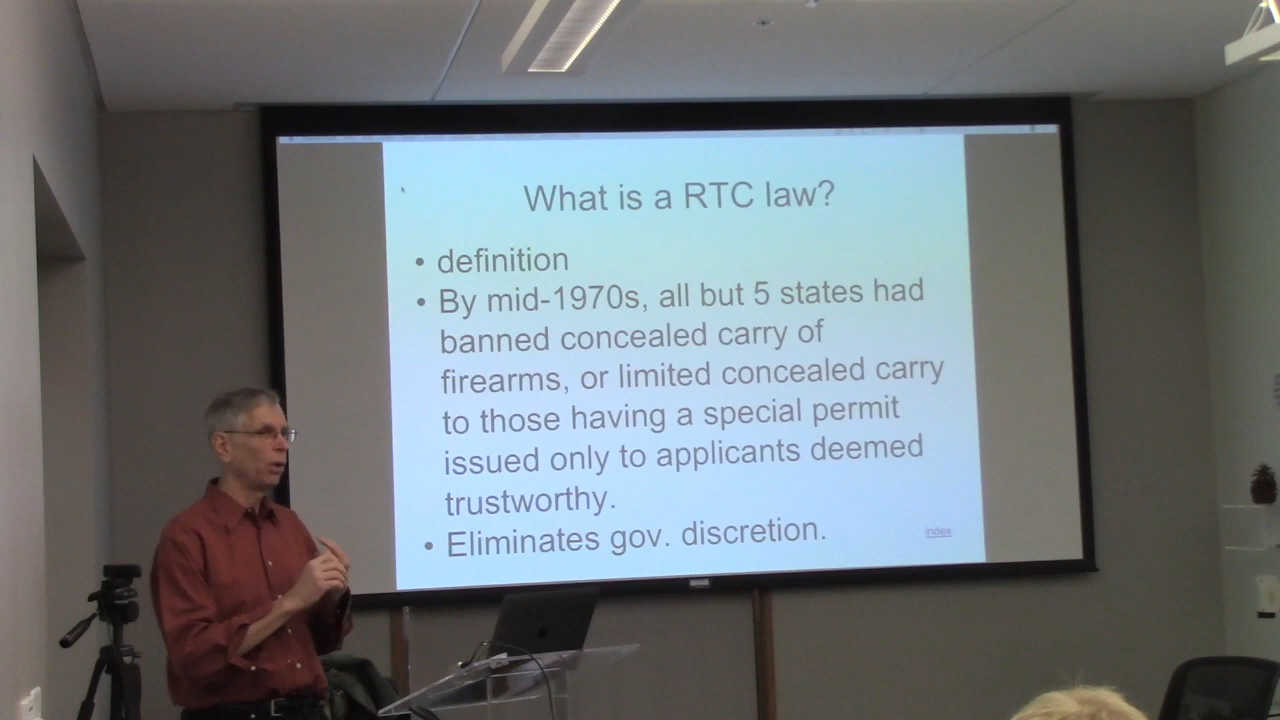 What is a RTC law?
• definition
• By mid-1970s, all but 5 states had
banned concealed carry of
firearms, or limited concealed carry
to those having a special permit
issued only to applicants deemed
trustworthy.
• Eliminates gov. discretion.
index